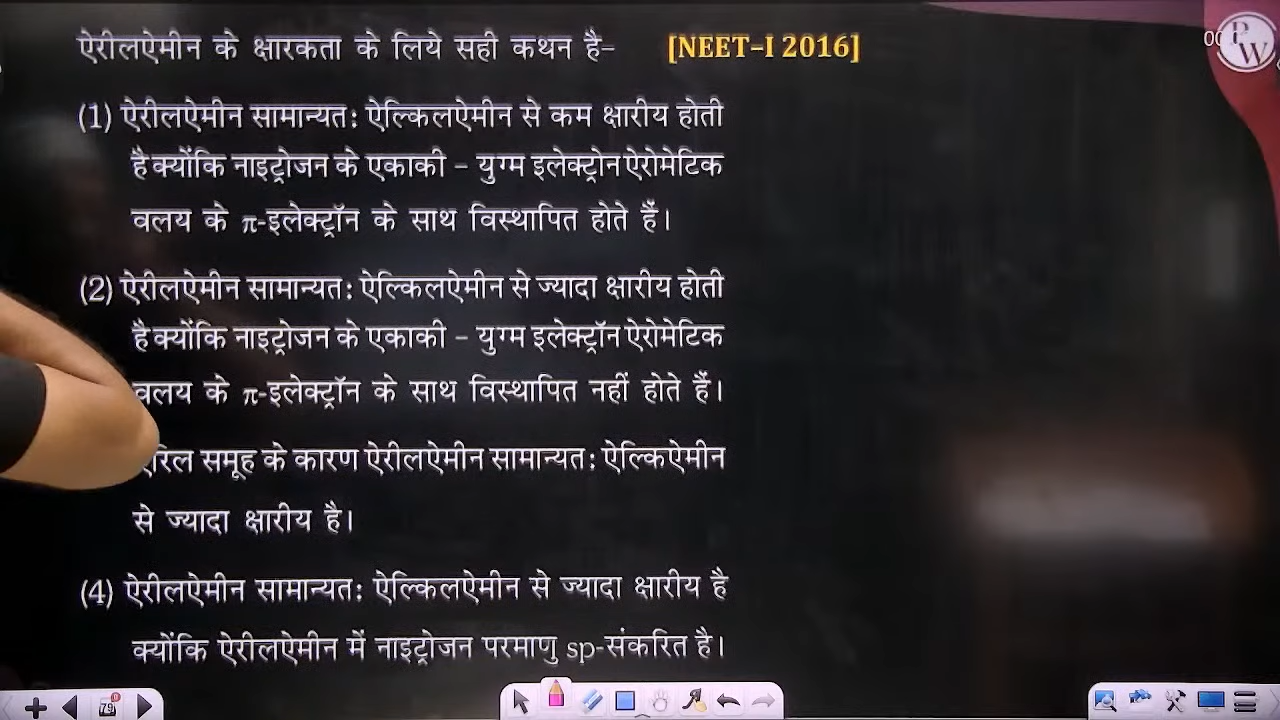 ऐरीलऐमीन के क्षारकता के लिये सही कथन है– [NEET–I 2016]
(1) ऐरीलऐमीन सामान्यत: ऐल्किलऐमीन से कम क्षारीय होती
है क्योंकि नाइट्रोजन के एकाकी – युग्म इलेक्ट्रोन ऐरोमेटिक
वलय के π-इलेक्ट्रॉन के साथ विस्थापित होते हैं।
(2) ऐरीलऐमीन सामान्यत: ऐल्किलऐमीन से ज्यादा क्षारीय होती
है क्योंकि नाइट्रोजन के एकाकी – युग्म इलेक्ट्रॉन ऐरोमेटिक
वलय के π-इलेक्ट्रॉन के साथ विस्थापित नहीं होते हैं।
समूह के कारण ऐरीलऐमीन सामान्यत: ऐल्किऐमीन
से ज्यादा क्षारीय है।
(4) ऐरीलऐमीन सामान्यत: ऐल्किलऐमीन से ज्यादा क्षारीय है
क्योंकि ऐरीलऐमीन में नाइट्रोजन परमाणु sp-संकरित है।
PW
79